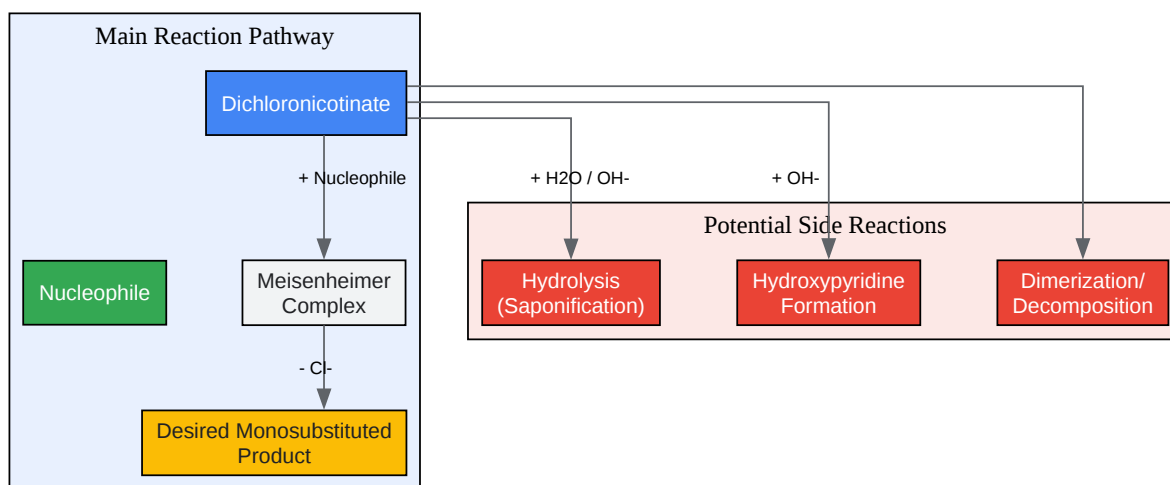 Main Reaction Pathway
Dichloronicotinate
+ Nucleophile
+ H2O / OH-
+ OH-
Potential Side Reactions
Nucleophile
Meisenheimer
Complex
Hydrolysis
(Saponification)
Hydroxypyridine
Formation
Dimerization/
Decomposition
- Cl-
Desired Monosubstituted
Product